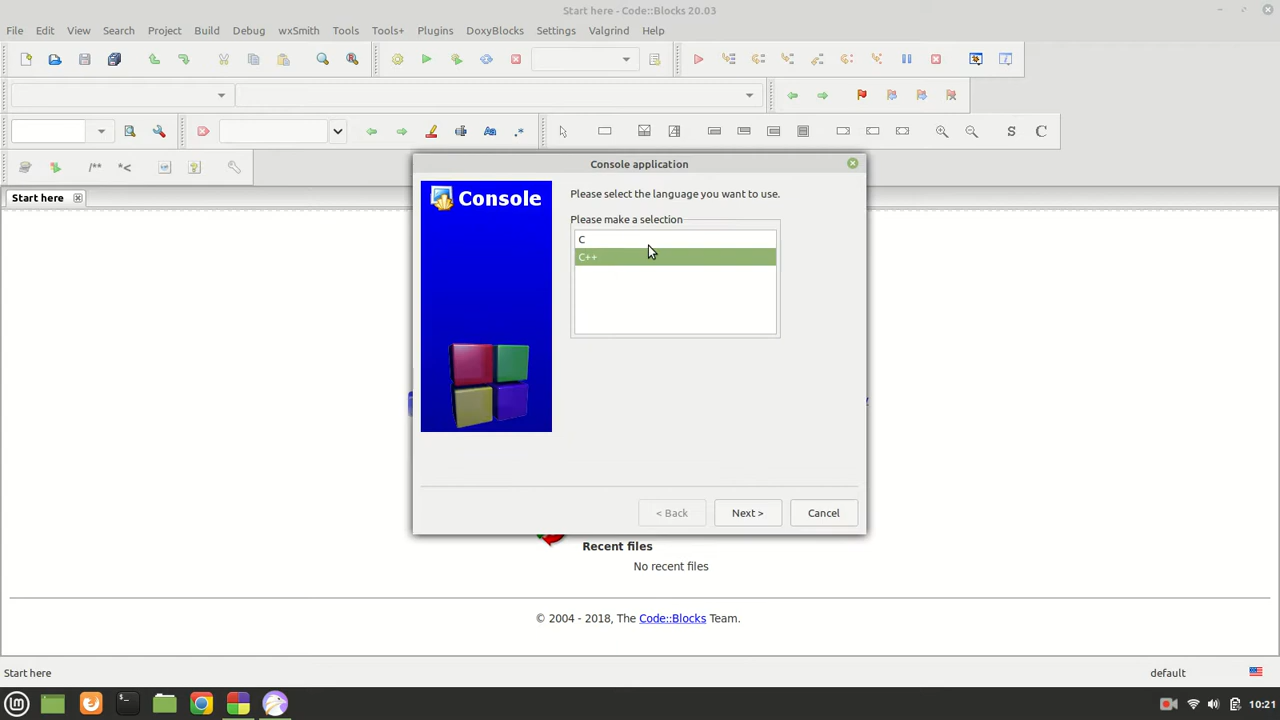 Start here - Code::Blocks 20.03
File Edit View Search Project Build Debug wxSmith Tools Tools+ Plugins DoxyBlocks Settings Valgrind Help
S C
/** *<
Start here
Console application
Console
Please select the language you want to use.
Please make a selection
C
C++
< Back Next > Cancel
Recent files
No recent files
© 2004 - 2018, The Code::Blocks Team.
Start here default
10:21